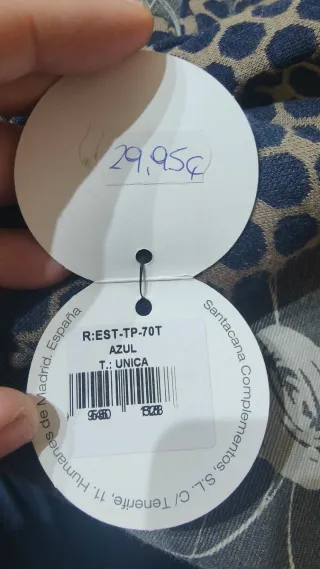 29,95€
R:EST-TP-70T
AZUL
T.: UNICA
Santacana Complementos, S.L. C/ Tenerife, 11. Humanes de Madrid. España